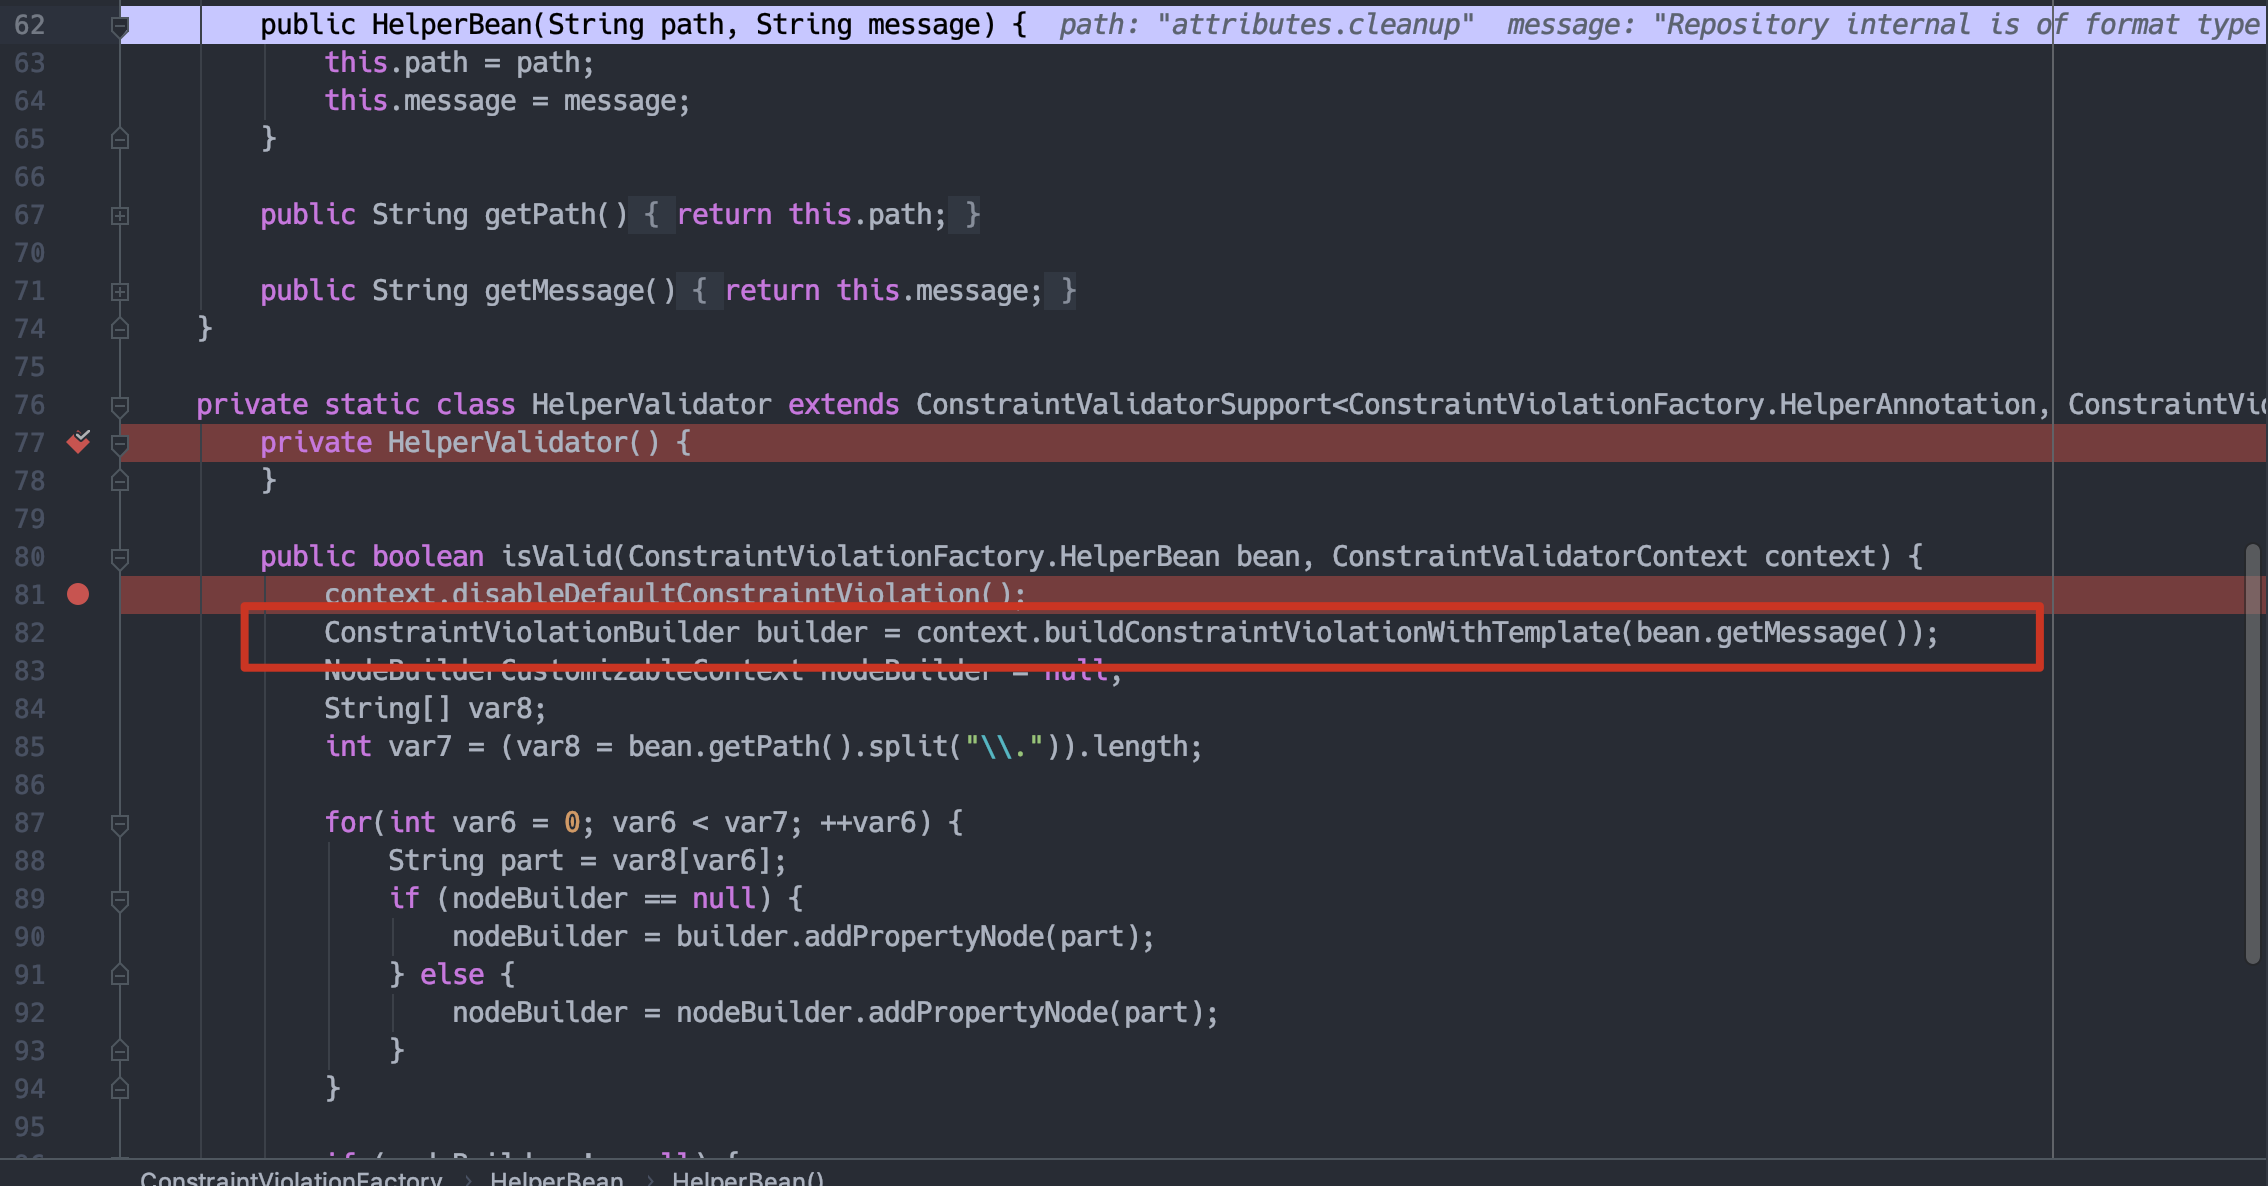 62 public HelperBean(String path, String message) { path: "attributes.cleanup" message: "Repository internal is of format type
63 this.path = path;
64 this.message = message;
65 }
66
67 public String getPath() { return this.path; }
70
71 public String getMessage() { return this.message; }
74 }
75
76 private static class HelperValidator extends ConstraintValidatorSupport<ConstraintViolationFactory.HelperAnnotation, ConstraintVio
77 private HelperValidator() {
78 }
79
80 public boolean isValid(ConstraintViolationFactory.HelperBean bean, ConstraintValidatorContext context) {
81 context.disableDefaultConstraintViolation();
82 ConstraintViolationBuilder builder = context.buildConstraintViolationWithTemplate(bean.getMessage());
83 NodeBuilderCustomizableContext nodeBuilder = null;
84 String[] var8;
85 int var7 = (var8 = bean.getPath().split("\\.")).length;
86
87 for(int var6 = 0; var6 < var7; ++var6) {
88 String part = var8[var6];
89 if (nodeBuilder == null) {
90 nodeBuilder = builder.addPropertyNode(part);
91 } else {
92 nodeBuilder = nodeBuilder.addPropertyNode(part);
93 }
94 }
95
96 if (nodeBuilder != null) {
ConstraintViolationFactory › HelperBean › HelperBean()